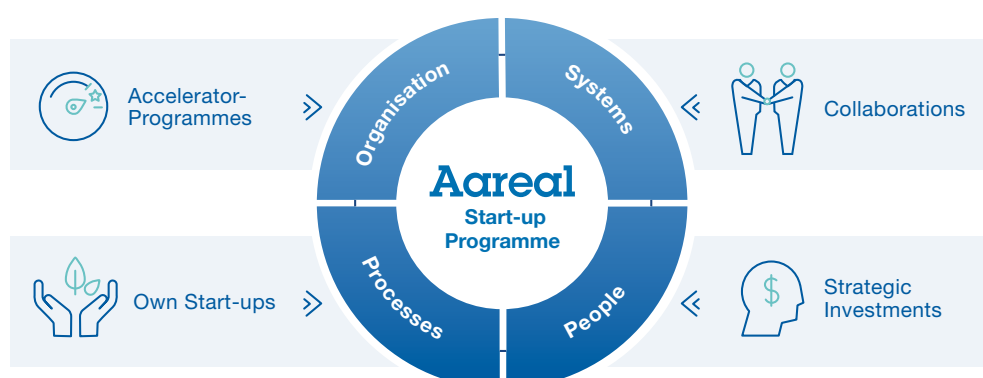 Accelerator-
Programmes
Organisation
Systems
Collaborations
Aareal
Start-up
Programme
Own Start-ups
Processes
People
Strategic
Investments